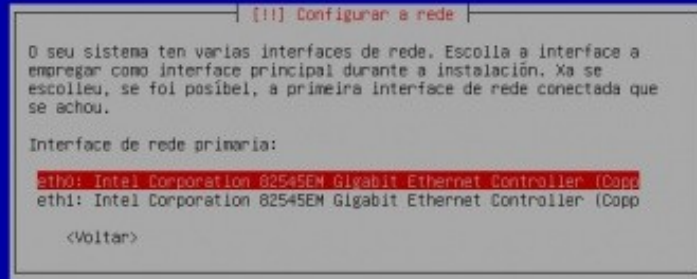 [!!] Configurar a rede
O seu sistema ten varias interfaces de rede. Escolla a interface a
empregar como interface principal durante a instalación. Xa se
escolleu, se foi posíbel, a primeira interface de rede conectada que
se achou.
Interface de rede primaria:
eth0: Intel Corporation 82545EM Gigabit Ethernet Controller (Copp
eth1: Intel Corporation 82545EM Gigabit Ethernet Controller (Copp
<Voltar>